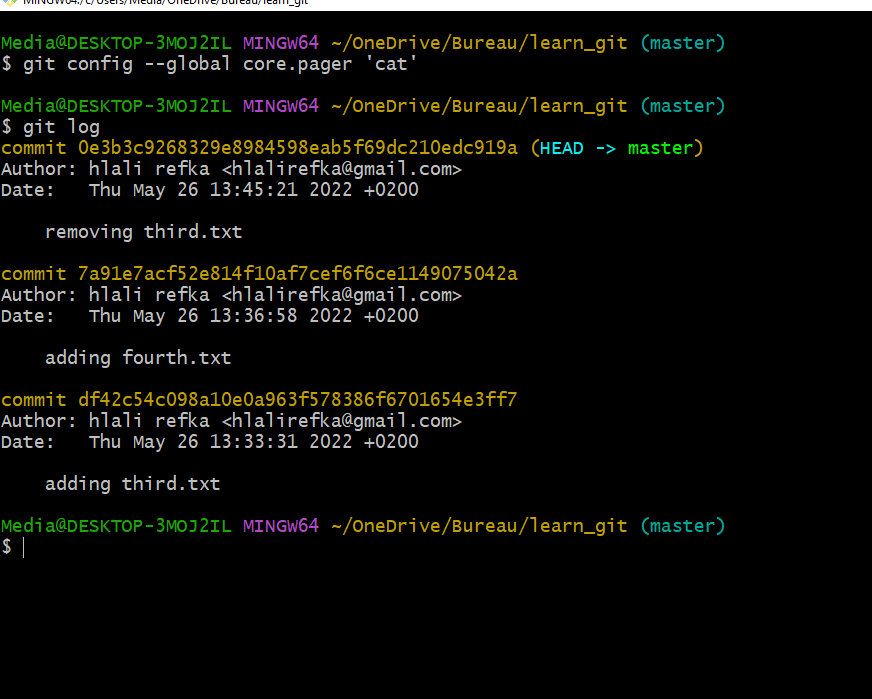 MINGW64:/c/Users/Media/OneDrive/Bureau/learn_git
Media@DESKTOP-3MOJ2IL MINGW64 ~/OneDrive/Bureau/learn_git (master)
$ git config --global core.pager 'cat'
Media@DESKTOP-3MOJ2IL MINGW64 ~/OneDrive/Bureau/learn_git (master)
$ git log
commit 0e3b3c9268329e8984598eab5f69dc210edc919a (HEAD -> master)
Author: hlali refka <hlalirefka@gmail.com>
Date:   Thu May 26 13:45:21 2022 +0200
    removing third.txt
commit 7a91e7acf52e814f10af7cef6f6ce1149075042a
Author: hlali refka <hlalirefka@gmail.com>
Date:   Thu May 26 13:36:58 2022 +0200
    adding fourth.txt
commit df42c54c098a10e0a963f578386f6701654e3ff7
Author: hlali refka <hlalirefka@gmail.com>
Date:   Thu May 26 13:33:31 2022 +0200
    adding third.txt
Media@DESKTOP-3MOJ2IL MINGW64 ~/OneDrive/Bureau/learn_git (master)
$